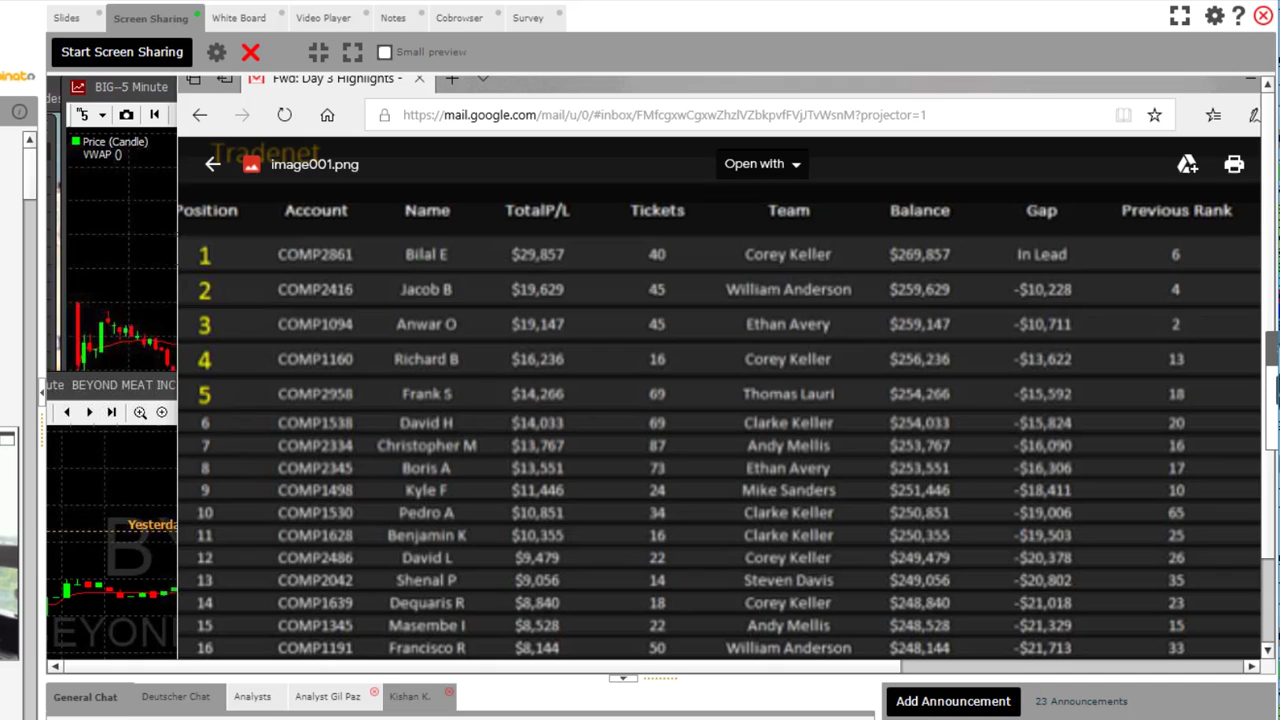 Slides Screen Sharing White Board Video Player Notes Cobrowser Survey
Start Screen Sharing Small preview
BIG--5 Minute
Fwd: Day 3 Highlights -
5
https://mail.google.com/mail/u/0/#inbox/FMfcgxwCgxwZhzlVZbkpvfFVjJTvWsnM?projector=1
Price (Candle)
VWAP ()
Tradenet
image001.png Open with
Position Account Name TotalP/L Tickets Team Balance Gap Previous Rank
1 COMP2861 Bilal E $29,857 40 Corey Keller $269,857 In Lead 6
2 COMP2416 Jacob B $19,629 45 William Anderson $259,629 -$10,228 4
3 COMP1094 Anwar O $19,147 45 Ethan Avery $259,147 -$10,711 2
4 COMP1160 Richard B $16,236 16 Corey Keller $256,236 -$13,622 13
5 COMP2958 Frank S $14,266 69 Thomas Lauri $254,266 -$15,592 18
6 COMP1538 David H $14,033 69 Clarke Keller $254,033 -$15,824 20
7 COMP2334 Christopher M $13,767 87 Andy Mellis $253,767 -$16,090 16
8 COMP2345 Boris A $13,551 73 Ethan Avery $253,551 -$16,306 17
9 COMP1498 Kyle F $11,446 24 Mike Sanders $251,446 -$18,411 10
10 COMP1530 Pedro A $10,851 34 Clarke Keller $250,851 -$19,006 65
11 COMP1628 Benjamin K $10,355 16 Clarke Keller $250,355 -$19,503 25
12 COMP2486 David L $9,479 22 Corey Keller $249,479 -$20,378 26
13 COMP2042 Shenal P $9,056 14 Steven Davis $249,056 -$20,802 35
14 COMP1639 Dequaris R $8,840 18 Corey Keller $248,840 -$21,018 23
15 COMP1345 Masembe I $8,528 22 Andy Mellis $248,528 -$21,329 15
16 COMP1191 Francisco R $8,144 50 William Anderson $248,144 -$21,713 33
BEYOND MEAT INC
General Chat Deutscher Chat Analysts Analyst Gil Paz Kishan K. Add Announcement 23 Announcements